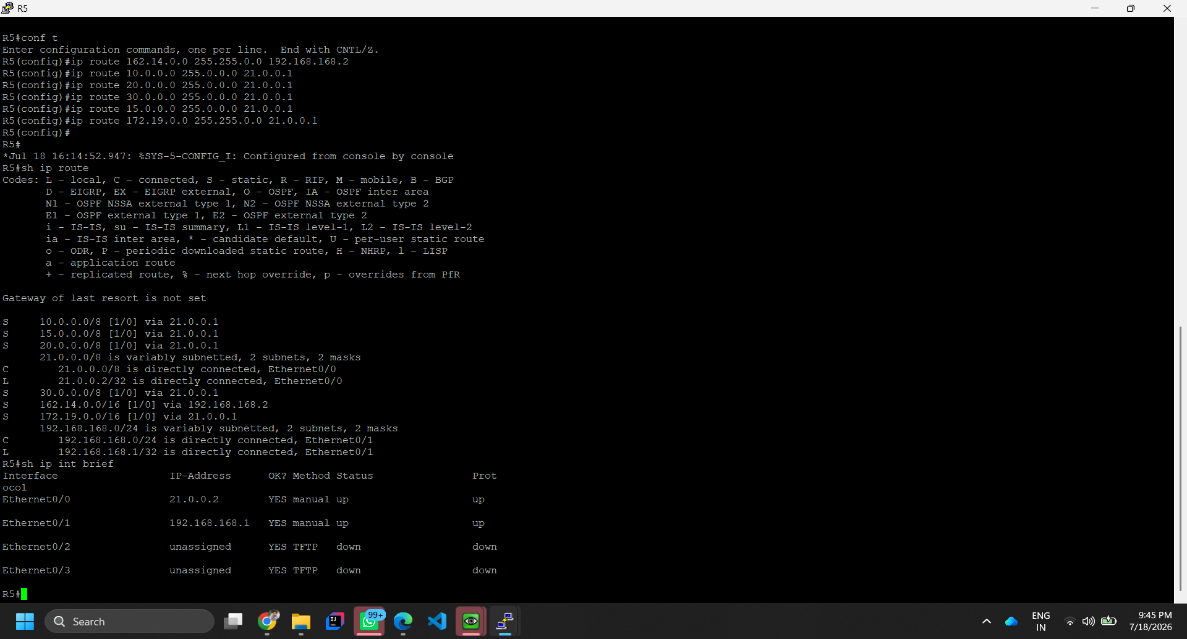 R5
R5#conf t
Enter configuration commands, one per line.  End with CNTL/Z.
R5(config)#ip route 162.14.0.0 255.255.0.0 192.168.168.2
R5(config)#ip route 10.0.0.0 255.0.0.0 21.0.0.1
R5(config)#ip route 20.0.0.0 255.0.0.0 21.0.0.1
R5(config)#ip route 30.0.0.0 255.0.0.0 21.0.0.1
R5(config)#ip route 15.0.0.0 255.0.0.0 21.0.0.1
R5(config)#ip route 172.19.0.0 255.255.0.0 21.0.0.1
R5(config)#
R5#
*Jul 18 16:14:52.947: %SYS-5-CONFIG_I: Configured from console by console
R5#sh ip route
Codes: L - local, C - connected, S - static, R - RIP, M - mobile, B - BGP
       D - EIGRP, EX - EIGRP external, O - OSPF, IA - OSPF inter area
       N1 - OSPF NSSA external type 1, N2 - OSPF NSSA external type 2
       E1 - OSPF external type 1, E2 - OSPF external type 2
       i - IS-IS, su - IS-IS summary, L1 - IS-IS level-1, L2 - IS-IS level-2
       ia - IS-IS inter area, * - candidate default, U - per-user static route
       o - ODR, P - periodic downloaded static route, H - NHRP, l - LISP
       a - application route
       + - replicated route, % - next hop override, p - overrides from PfR
Gateway of last resort is not set
S     10.0.0.0/8 [1/0] via 21.0.0.1
S     15.0.0.0/8 [1/0] via 21.0.0.1
S     20.0.0.0/8 [1/0] via 21.0.0.1
      21.0.0.0/8 is variably subnetted, 2 subnets, 2 masks
C        21.0.0.0/8 is directly connected, Ethernet0/0
L        21.0.0.2/32 is directly connected, Ethernet0/0
S     30.0.0.0/8 [1/0] via 21.0.0.1
S     162.14.0.0/16 [1/0] via 192.168.168.2
S     172.19.0.0/16 [1/0] via 21.0.0.1
      192.168.168.0/24 is variably subnetted, 2 subnets, 2 masks
C        192.168.168.0/24 is directly connected, Ethernet0/1
L        192.168.168.1/32 is directly connected, Ethernet0/1
R5#sh ip int brief
Interface                  IP-Address      OK? Method Status                Prot
ocol
Ethernet0/0                21.0.0.2        YES manual up                    up
Ethernet0/1                192.168.168.1   YES manual up                    up
Ethernet0/2                unassigned      YES TFTP   down                  down
Ethernet0/3                unassigned      YES TFTP   down                  down
R5#
Search
99+
ENG
IN
9:45 PM
7/18/2026